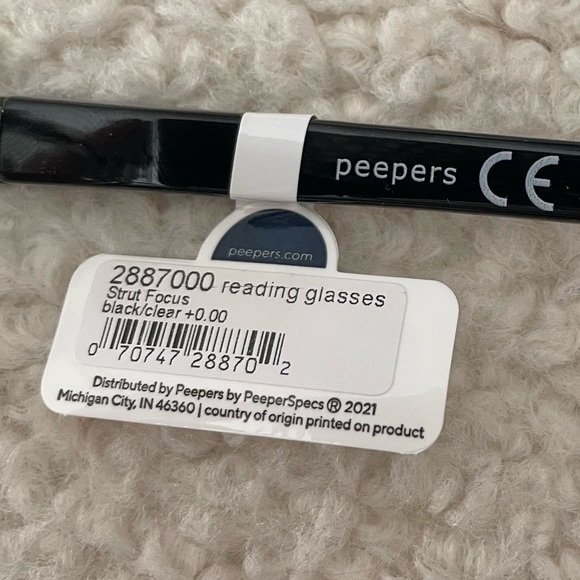 peepers CE
peepers.com
2887000 reading glasses
Strut Focus
black/clear +0.00
0 70747 28870 2
Distributed by Peepers by PeeperSpecs ® 2021
Michigan City, IN 46360 | country of origin printed on product